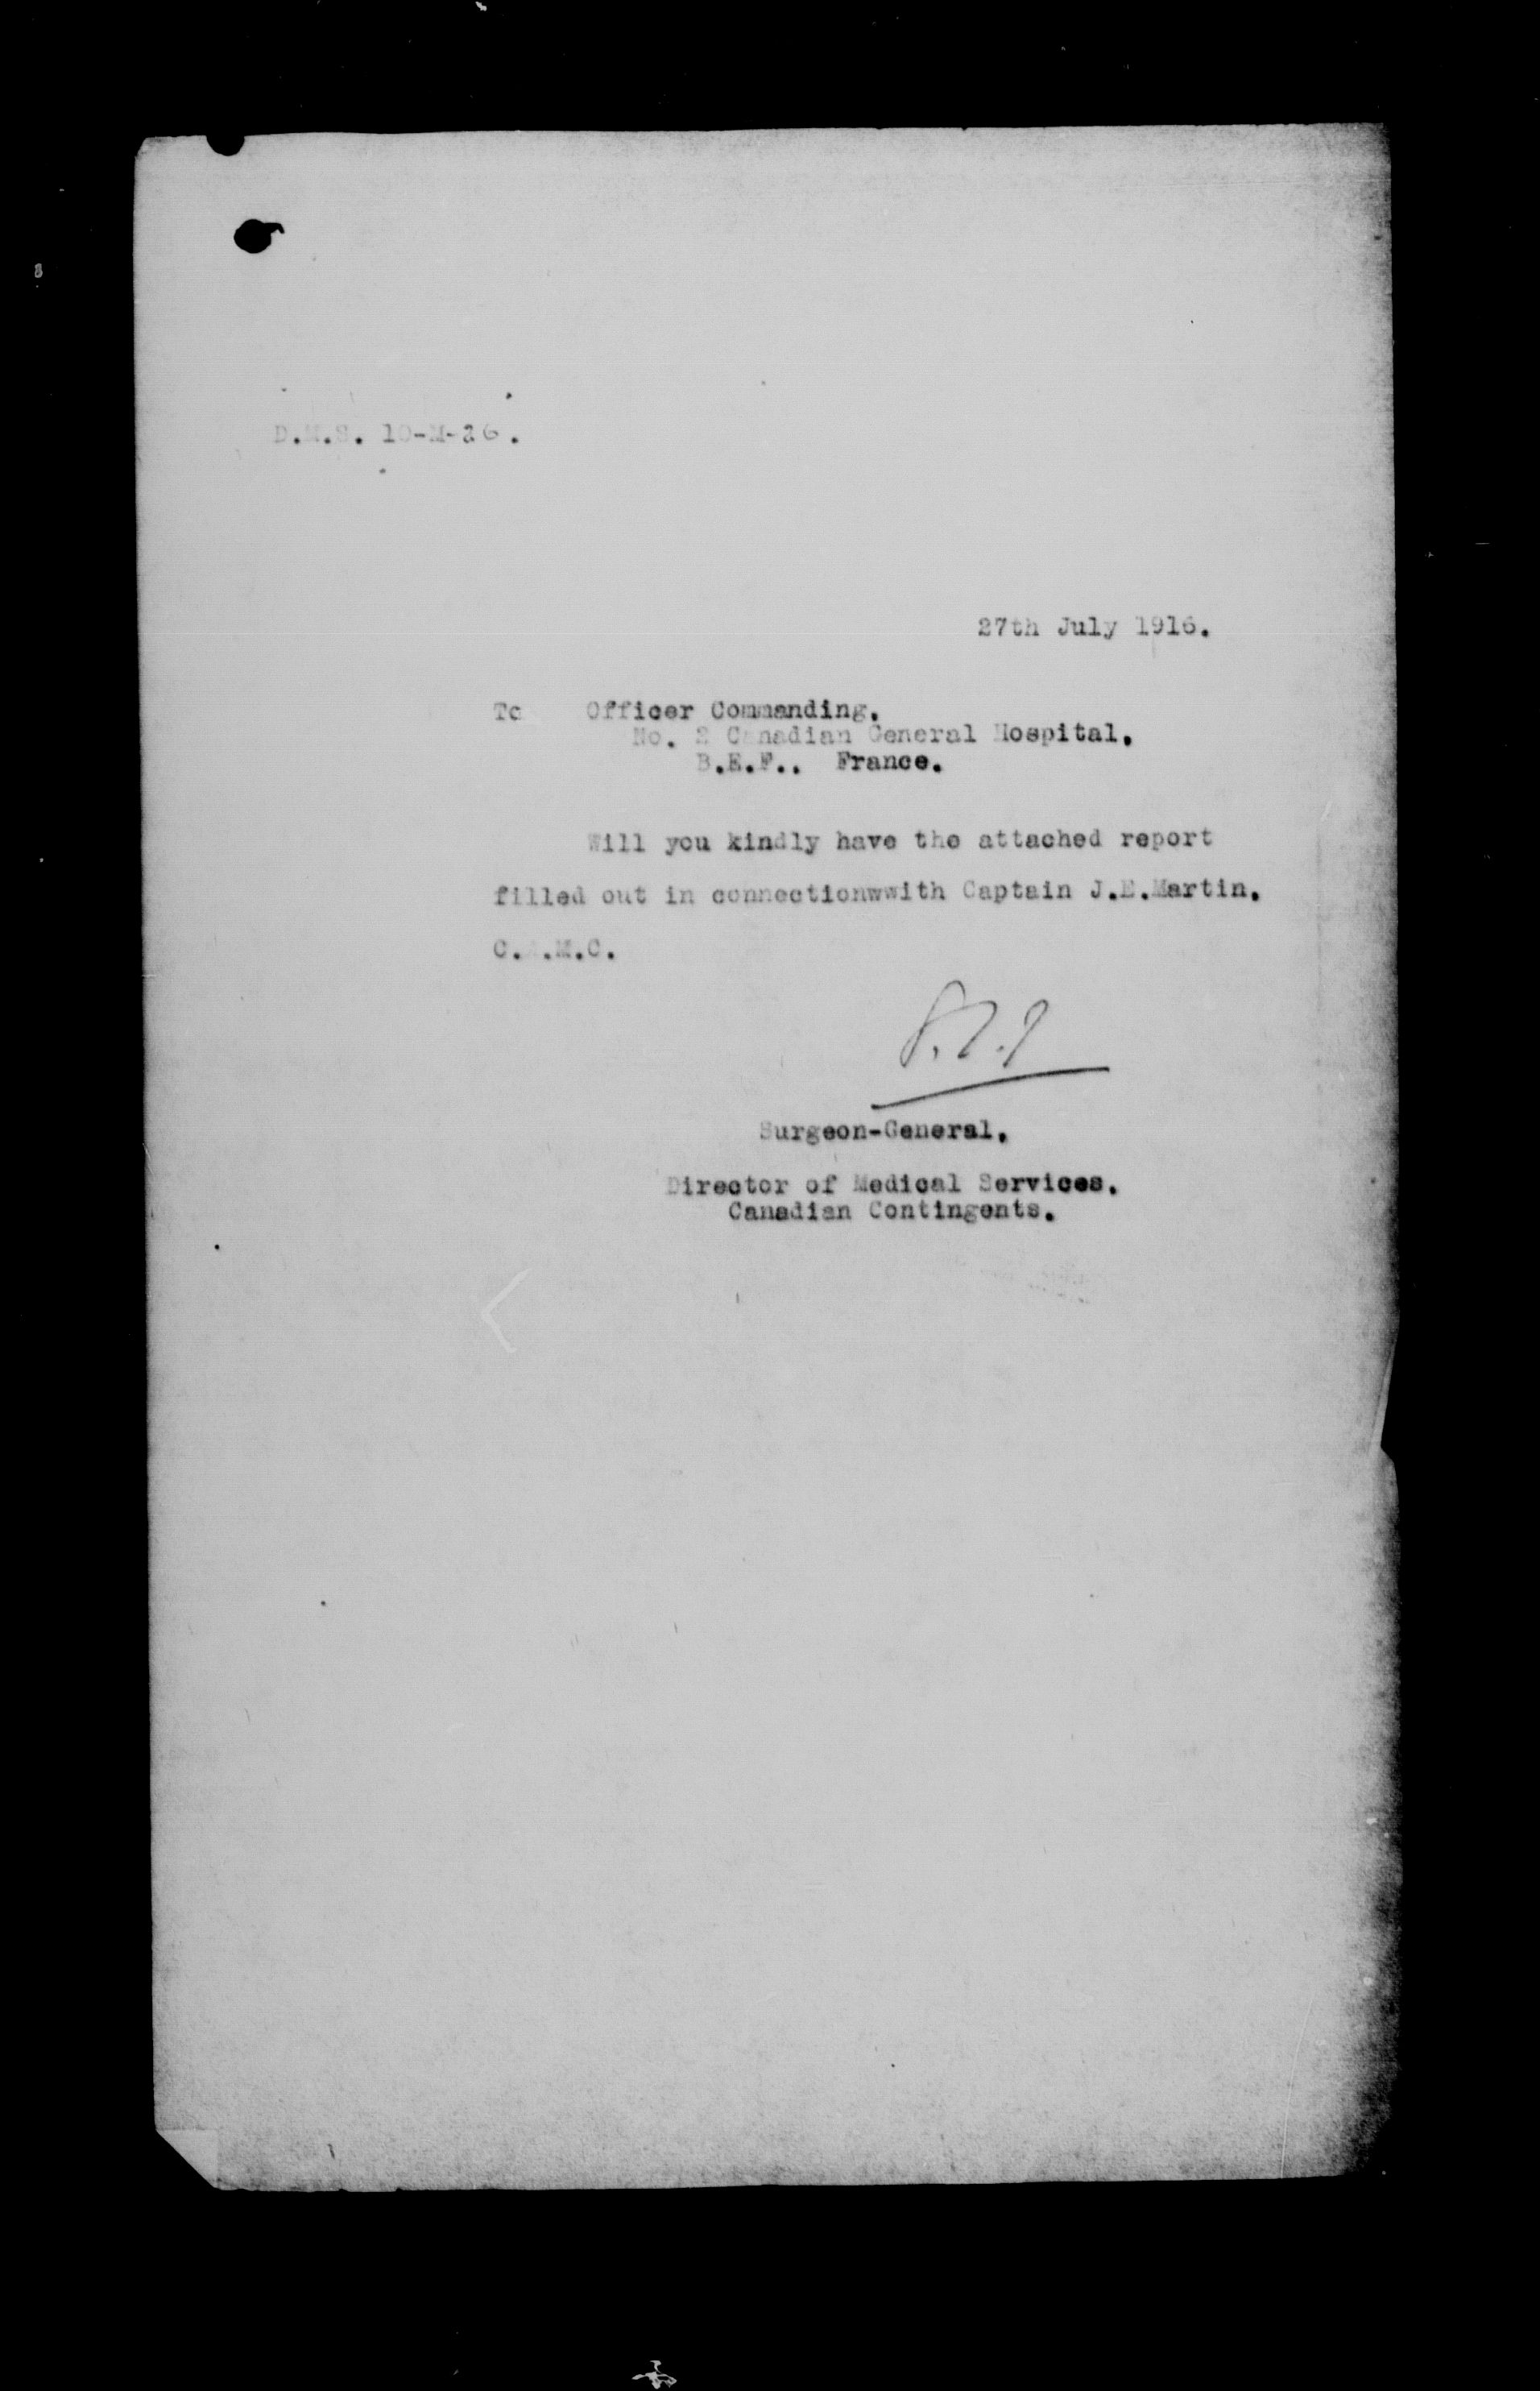 D.M.S. 10-M-26.
27th July 1916.
To Officer Commanding,
No. 2 Canadian General Hospital,
B.E.F.. France.
Will you kindly have the attached report
filled out in connectionwwith Captain J.E.Martin,
C.A.M.C.
Surgeon-General,
Director of Medical Services,
Canadian Contingents.